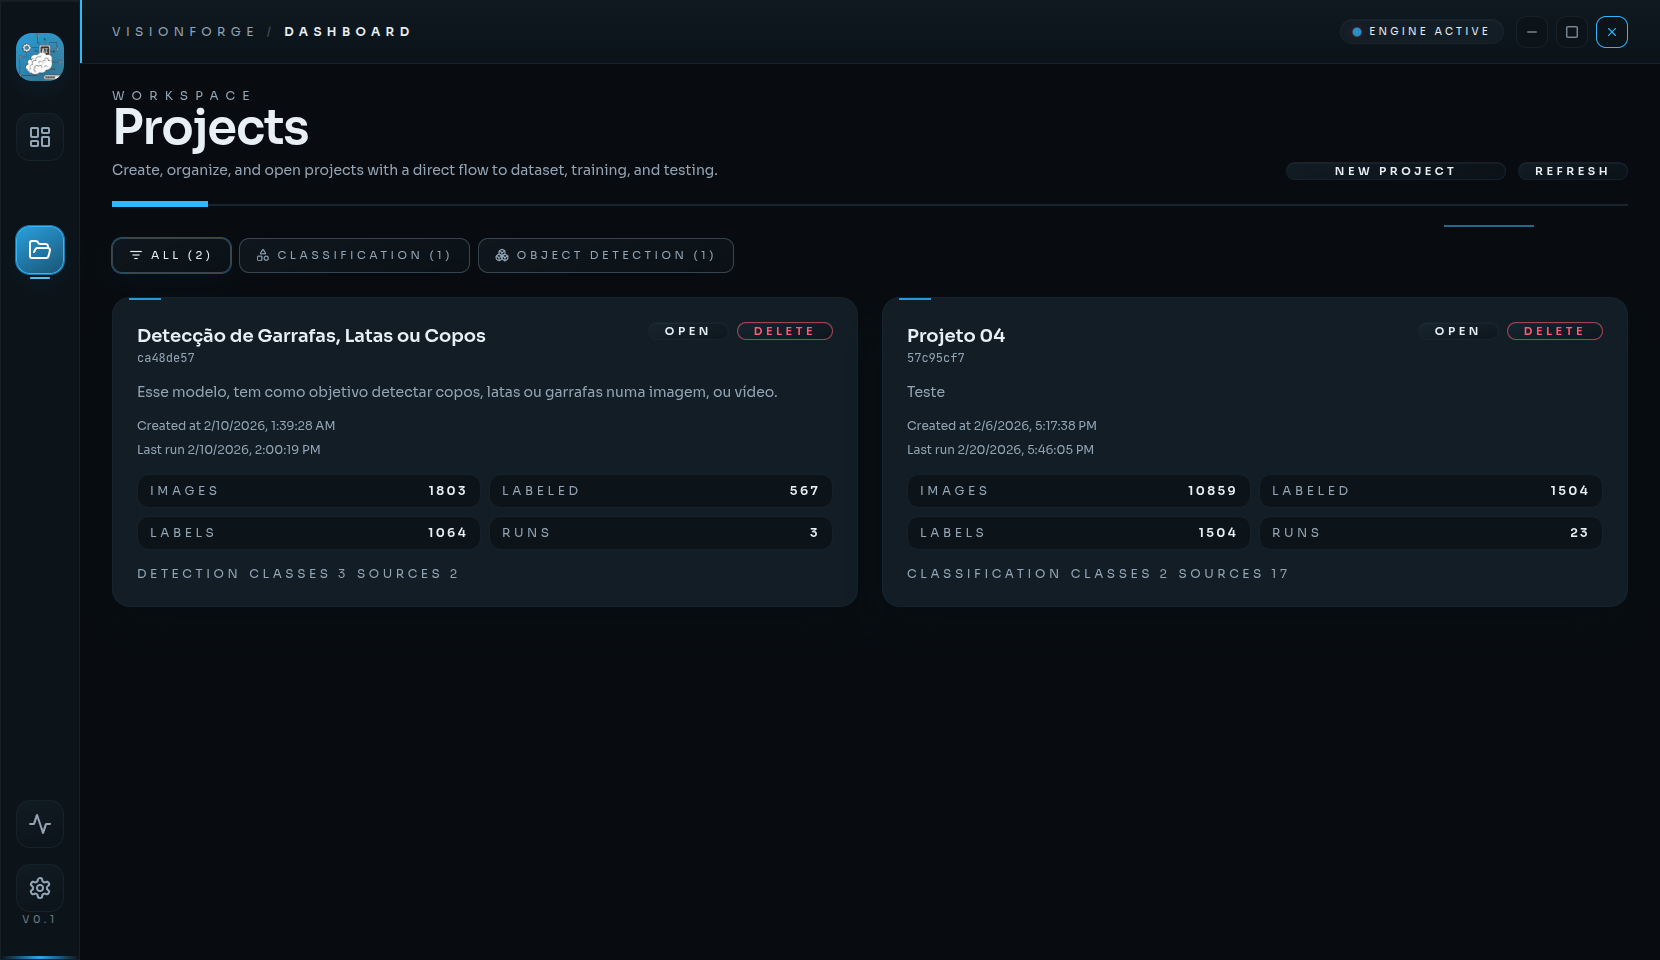 VISIONFORGE / DASHBOARD
ENGINE ACTIVE
WORKSPACE
Projects
Create, organize, and open projects with a direct flow to dataset, training, and testing.
NEW PROJECT
REFRESH
ALL (2)
CLASSIFICATION (1)
OBJECT DETECTION (1)
Detecção de Garrafas, Latas ou Copos
OPEN
DELETE
ca48de57
Esse modelo, tem como objetivo detectar copos, latas ou garrafas numa imagem, ou vídeo.
Created at 2/10/2026, 1:39:28 AM
Last run 2/10/2026, 2:00:19 PM
IMAGES 1803
LABELED 567
LABELS 1064
RUNS 3
DETECTION CLASSES 3 SOURCES 2
Projeto 04
OPEN
DELETE
57c95cf7
Teste
Created at 2/6/2026, 5:17:38 PM
Last run 2/20/2026, 5:46:05 PM
IMAGES 10859
LABELED 1504
LABELS 1504
RUNS 23
CLASSIFICATION CLASSES 2 SOURCES 17
V0.1